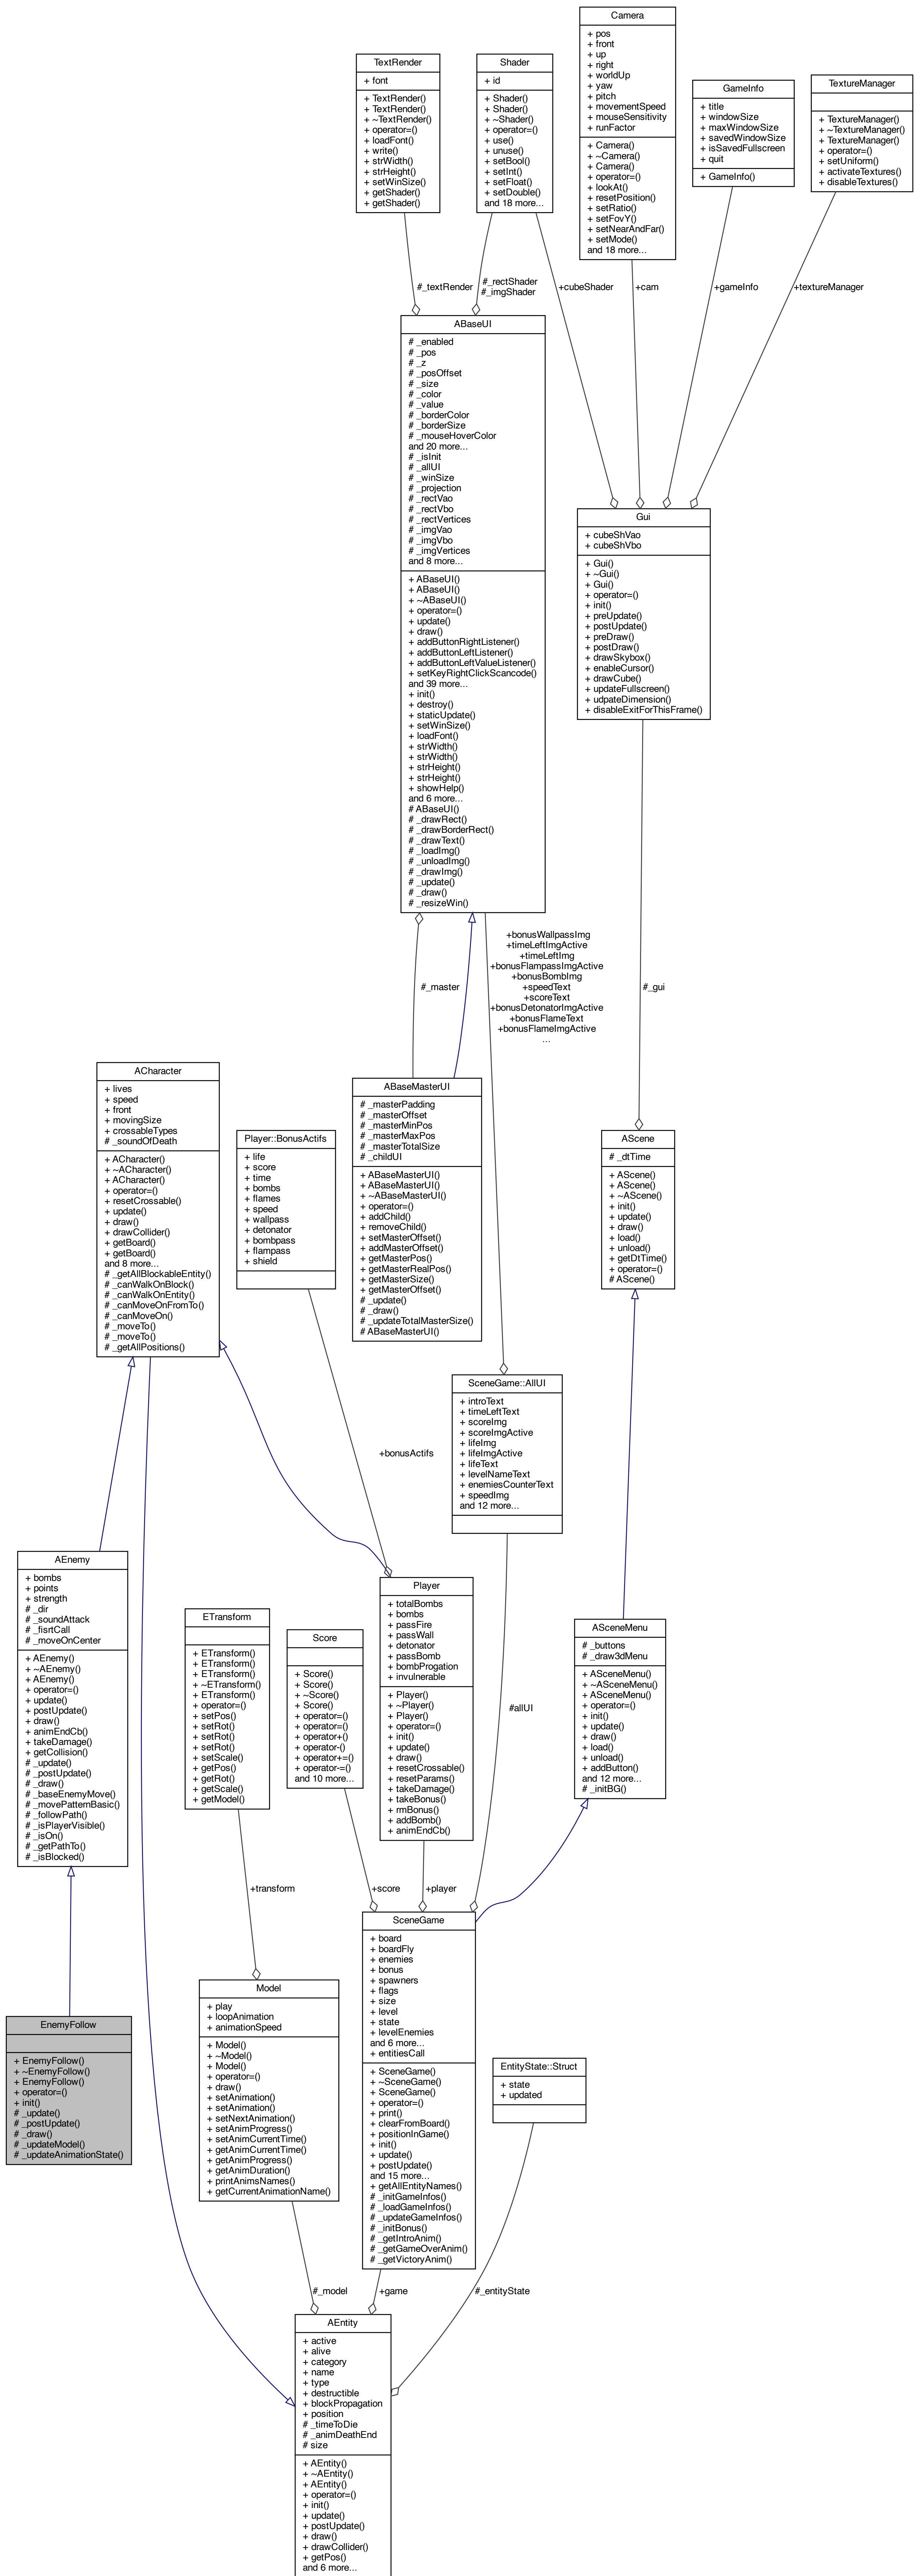 Camera
+ pos
+ front
+ up
+ right
+ worldUp
+ yaw
+ pitch
+ movementSpeed
+ mouseSensitivity
+ runFactor
+ Camera()
+ ~Camera()
+ Camera()
+ operator=()
+ lookAt()
+ resetPosition()
+ setRatio()
+ setFovY()
+ setNearAndFar()
+ setMode()
and 18 more...
TextRender
+ font
+ TextRender()
+ TextRender()
+ ~TextRender()
+ operator=()
+ loadFont()
+ write()
+ strWidth()
+ strHeight()
+ setWinSize()
+ getShader()
+ getShader()
Shader
+ id
+ Shader()
+ Shader()
+ ~Shader()
+ operator=()
+ use()
+ unuse()
+ setBool()
+ setInt()
+ setFloat()
+ setDouble()
and 18 more...
GameInfo
+ title
+ windowSize
+ maxWindowSize
+ savedWindowSize
+ isSavedFullscreen
+ quit
+ GameInfo()
TextureManager
+ TextureManager()
+ ~TextureManager()
+ TextureManager()
+ operator=()
+ setUniform()
+ activateTextures()
+ disableTextures()
#_textRender
#_rectShader
#_imgShader
+cubeShader
+cam
+gameInfo
+textureManager
ABaseUI
# _enabled
# _pos
# _z
# _posOffset
# _size
# _color
# _value
# _borderColor
# _borderSize
# _mouseHoverColor
and 20 more...
# _isInit
# _allUI
# _winSize
# _projection
# _rectVao
# _rectVbo
# _rectVertices
# _imgVao
# _imgVbo
# _imgVertices
and 8 more...
+ ABaseUI()
+ ABaseUI()
+ ~ABaseUI()
+ operator=()
+ update()
+ draw()
+ addButtonRightListener()
+ addButtonLeftListener()
+ addButtonLeftValueListener()
+ setKeyRightClickScancode()
and 39 more...
+ init()
+ destroy()
+ staticUpdate()
+ setWinSize()
+ loadFont()
+ strWidth()
+ strWidth()
+ strHeight()
+ strHeight()
+ showHelp()
and 6 more...
# ABaseUI()
# _drawRect()
# _drawBorderRect()
# _drawText()
# _loadImg()
# _unloadImg()
# _drawImg()
# _update()
# _draw()
# _resizeWin()
Gui
+ cubeShVao
+ cubeShVbo
+ Gui()
+ ~Gui()
+ Gui()
+ operator=()
+ init()
+ preUpdate()
+ postUpdate()
+ preDraw()
+ postDraw()
+ drawSkybox()
+ enableCursor()
+ drawCube()
+ updateFullscreen()
+ udpateDimension()
+ disableExitForThisFrame()
#_master
+bonusWallpassImg
+timeLeftImgActive
+timeLeftImg
+bonusFlampassImgActive
+bonusBombImg
+speedText
+scoreText
+bonusDetonatorImgActive
+bonusFlameText
+bonusFlameImgActive
...
#_gui
ACharacter
+ lives
+ speed
+ front
+ movingSize
+ crossableTypes
# _soundOfDeath
+ ACharacter()
+ ~ACharacter()
+ ACharacter()
+ operator=()
+ resetCrossable()
+ update()
+ draw()
+ drawCollider()
+ getBoard()
+ getBoard()
and 8 more...
# _getAllBlockableEntity()
# _canWalkOnBlock()
# _canWalkOnEntity()
# _canMoveOnFromTo()
# _canMoveOn()
# _moveTo()
# _moveTo()
# _getAllPositions()
Player::BonusActifs
+ life
+ score
+ time
+ bombs
+ flames
+ speed
+ wallpass
+ detonator
+ bombpass
+ flampass
+ shield
ABaseMasterUI
# _masterPadding
# _masterOffset
# _masterMinPos
# _masterMaxPos
# _masterTotalSize
# _childUI
+ ABaseMasterUI()
+ ABaseMasterUI()
+ ~ABaseMasterUI()
+ operator=()
+ addChild()
+ removeChild()
+ setMasterOffset()
+ addMasterOffset()
+ getMasterPos()
+ getMasterRealPos()
+ getMasterSize()
+ getMasterOffset()
# _update()
# _draw()
# _updateTotalMasterSize()
# ABaseMasterUI()
AScene
# _dtTime
+ AScene()
+ AScene()
+ ~AScene()
+ init()
+ update()
+ draw()
+ load()
+ unload()
+ getDtTime()
+ operator=()
# AScene()
SceneGame::AllUI
+ introText
+ timeLeftText
+ scoreImg
+ scoreImgActive
+ lifeImg
+ lifeImgActive
+ lifeText
+ levelNameText
+ enemiesCounterText
+ speedImg
and 12 more...
+bonusActifs
AEnemy
+ bombs
+ points
+ strength
# _dir
# _soundAttack
# _fisrtCall
# _moveOnCenter
+ AEnemy()
+ ~AEnemy()
+ AEnemy()
+ operator=()
+ update()
+ postUpdate()
+ draw()
+ animEndCb()
+ takeDamage()
+ getCollision()
# _update()
# _postUpdate()
# _draw()
# _baseEnemyMove()
# _movePatternBasic()
# _followPath()
# _isPlayerVisible()
# _isOn()
# _getPathTo()
# _isBlocked()
ETransform
+ ETransform()
+ ETransform()
+ ETransform()
+ ~ETransform()
+ ETransform()
+ operator=()
+ setPos()
+ setRot()
+ setRot()
+ setRot()
+ setScale()
+ getPos()
+ getRot()
+ getScale()
+ getModel()
Score
+ Score()
+ Score()
+ ~Score()
+ Score()
+ operator=()
+ operator=()
+ operator+()
+ operator-()
+ operator+=()
+ operator-=()
and 10 more...
Player
+ totalBombs
+ bombs
+ passFire
+ passWall
+ detonator
+ passBomb
+ bombProgation
+ invulnerable
+ Player()
+ ~Player()
+ Player()
+ operator=()
+ init()
+ update()
+ draw()
+ resetCrossable()
+ resetParams()
+ takeDamage()
+ takeBonus()
+ rmBonus()
+ addBomb()
+ animEndCb()
#allUI
ASceneMenu
# _buttons
# _draw3dMenu
+ ASceneMenu()
+ ~ASceneMenu()
+ ASceneMenu()
+ operator=()
+ init()
+ update()
+ draw()
+ load()
+ unload()
+ addButton()
and 12 more...
# _initBG()
+transform
+score
+player
EnemyFollow
+ EnemyFollow()
+ ~EnemyFollow()
+ EnemyFollow()
+ operator=()
+ init()
# _update()
# _postUpdate()
# _draw()
# _updateModel()
# _updateAnimationState()
Model
+ play
+ loopAnimation
+ animationSpeed
+ Model()
+ ~Model()
+ Model()
+ operator=()
+ draw()
+ setAnimation()
+ setAnimation()
+ setNextAnimation()
+ setAnimProgress()
+ setAnimCurrentTime()
+ getAnimCurrentTime()
+ getAnimProgress()
+ getAnimDuration()
+ printAnimsNames()
+ getCurrentAnimationName()
SceneGame
+ board
+ boardFly
+ enemies
+ bonus
+ spawners
+ flags
+ size
+ level
+ state
+ levelEnemies
and 6 more...
+ entitiesCall
+ SceneGame()
+ ~SceneGame()
+ SceneGame()
+ operator=()
+ print()
+ clearFromBoard()
+ positionInGame()
+ init()
+ update()
+ postUpdate()
and 15 more...
+ getAllEntityNames()
# _initGameInfos()
# _loadGameInfos()
# _updateGameInfos()
# _initBonus()
# _getIntroAnim()
# _getGameOverAnim()
# _getVictoryAnim()
EntityState::Struct
+ state
+ updated
#_model
+game
#_entityState
AEntity
+ active
+ alive
+ category
+ name
+ type
+ destructible
+ blockPropagation
+ position
# _timeToDie
# _animDeathEnd
# size
+ AEntity()
+ ~AEntity()
+ AEntity()
+ operator=()
+ init()
+ update()
+ postUpdate()
+ draw()
+ drawCollider()
+ getPos()
and 6 more...